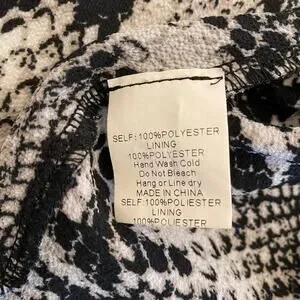 SELF:100%POLYESTER
LINING
100%POLYESTER
Hand Wash Cold
Do Not Bleach
Hang or Line dry
MADE IN CHINA
SELF:100%POLIESTER
LINING
100%POLIESTER